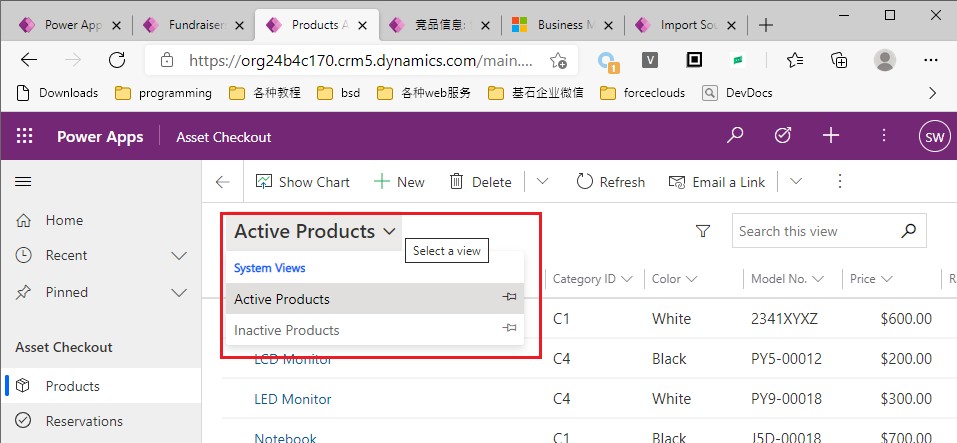 Power App
Fundraiser
Products A
竞品信息:
Business M
Import Sou
https://org24b4c170.crm5.dynamics.com/main....
1
V
Downloads
programming
各种教程
bsd
各种web服务
基石企业微信
forceclouds
DevDocs
Power Apps
Asset Checkout
SW
Show Chart
New
Delete
Refresh
Email a Link
Home
Recent
Pinned
Asset Checkout
Products
Reservations
Active Products
Select a view
Search this view
System Views
Active Products
Inactive Products
Category ID
Color
Model No.
Price
R
C1 White 2341XYXZ $600.00
LCD Monitor C4 Black PY5-00012 $200.00
LED Monitor C4 White PY9-00018 $300.00
Notebook C1 Black J5D-00018 $700.00